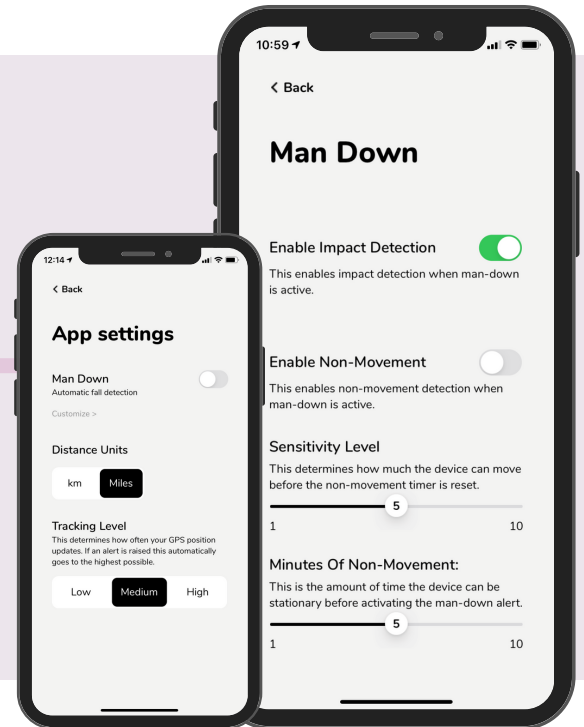 10:59
< Back
Man Down
Enable Impact Detection
This enables impact detection when man-down
is active.
Enable Non-Movement
This enables non-movement detection when
man-down is active.
Sensitivity Level
This determines how much the device can move
before the non-movement timer is reset.
5
1 10
Minutes Of Non-Movement:
This is the amount of time the device can be
stationary before activating the man-down alert.
5
1 10
12:14
< Back
App settings
Man Down
Automatic fall detection
Customize >
Distance Units
km Miles
Tracking Level
This determines how often your GPS position
updates. If an alert is raised this automatically
goes to the highest possible.
Low Medium High